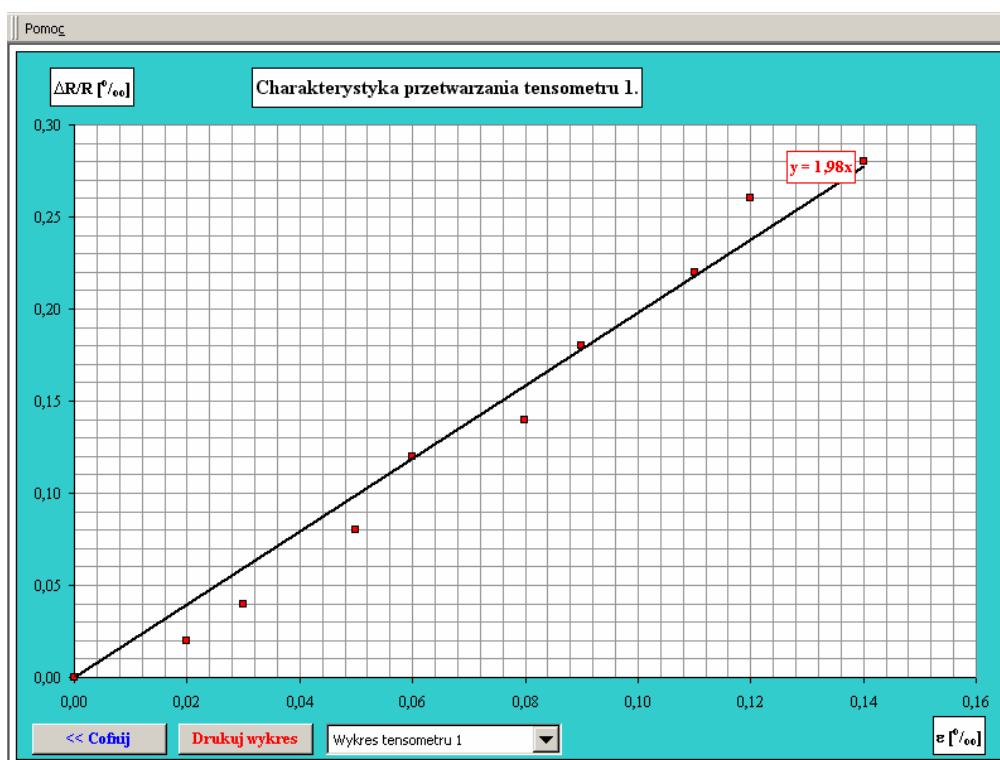 Pomoc
ΔR/R [⁰/₀₀]
Charakterystyka przetwarzania tensometru 1.
0,30
y = 1,98x
0,25
0,20
0,15
0,10
0,05
0,00
0,00 0,02 0,04 0,06 0,08 0,10 0,12 0,14 0,16
<< Cofnij Drukuj wykres Wykres tensometru 1 ε [⁰/₀₀]